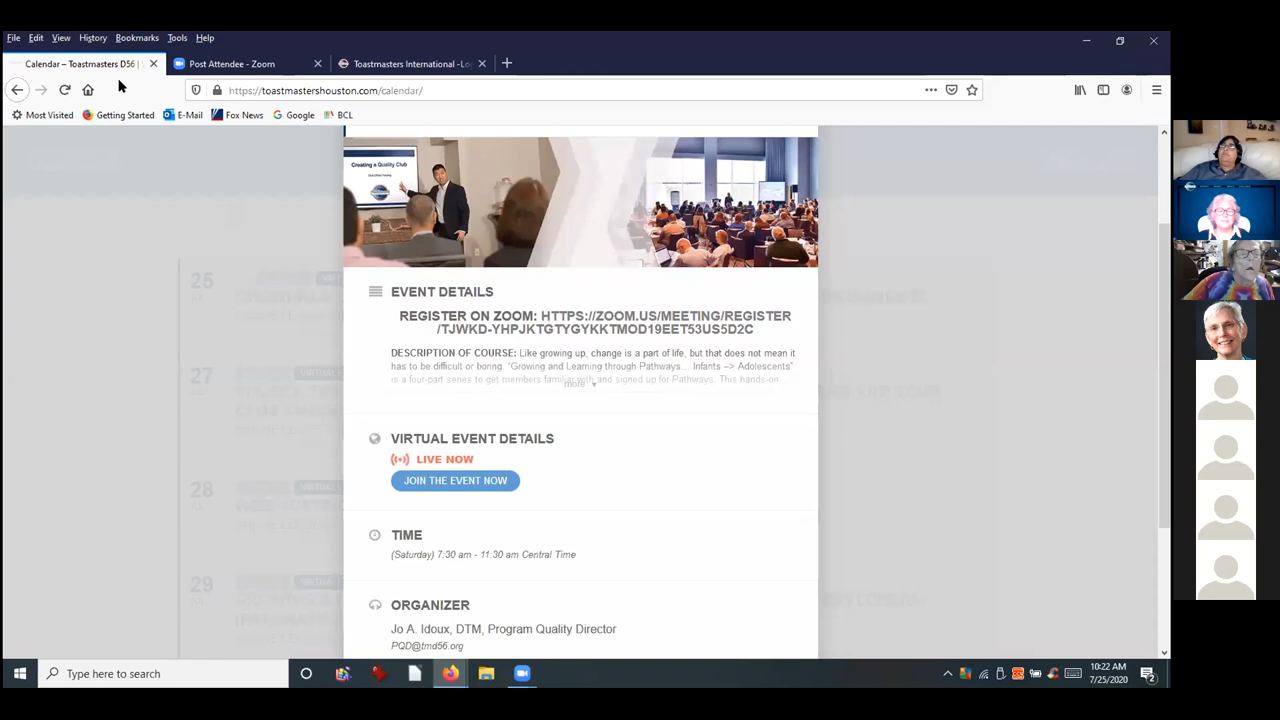 File Edit View History Bookmarks Tools Help
Calendar – Toastmasters D56 |
Post Attendee - Zoom
Toastmasters International -Lo
https://toastmastershouston.com/calendar/
Most Visited Getting Started E-Mail Fox News Google BCL
Creating a Quality Club
EVENT DETAILS
REGISTER ON ZOOM: HTTPS://ZOOM.US/MEETING/REGISTER
/TJWKD-YHPJKTGTYGYKKTMOD19EET53US5D2C
DESCRIPTION OF COURSE: Like growing up, change is a part of life, but that does not mean it
has to be difficult or boring. "Growing and Learning through Pathways... Infants –> Adolescents"
is a four-part series to get members familiar with and signed up for Pathways. This hands-on
more
25
27
28
29
VIRTUAL EVENT DETAILS
LIVE NOW
JOIN THE EVENT NOW
TIME
(Saturday) 7:30 am - 11:30 am Central Time
ORGANIZER
Jo A. Idoux, DTM, Program Quality Director
PQD@tmd56.org
Type here to search
10:22 AM
7/25/2020
2